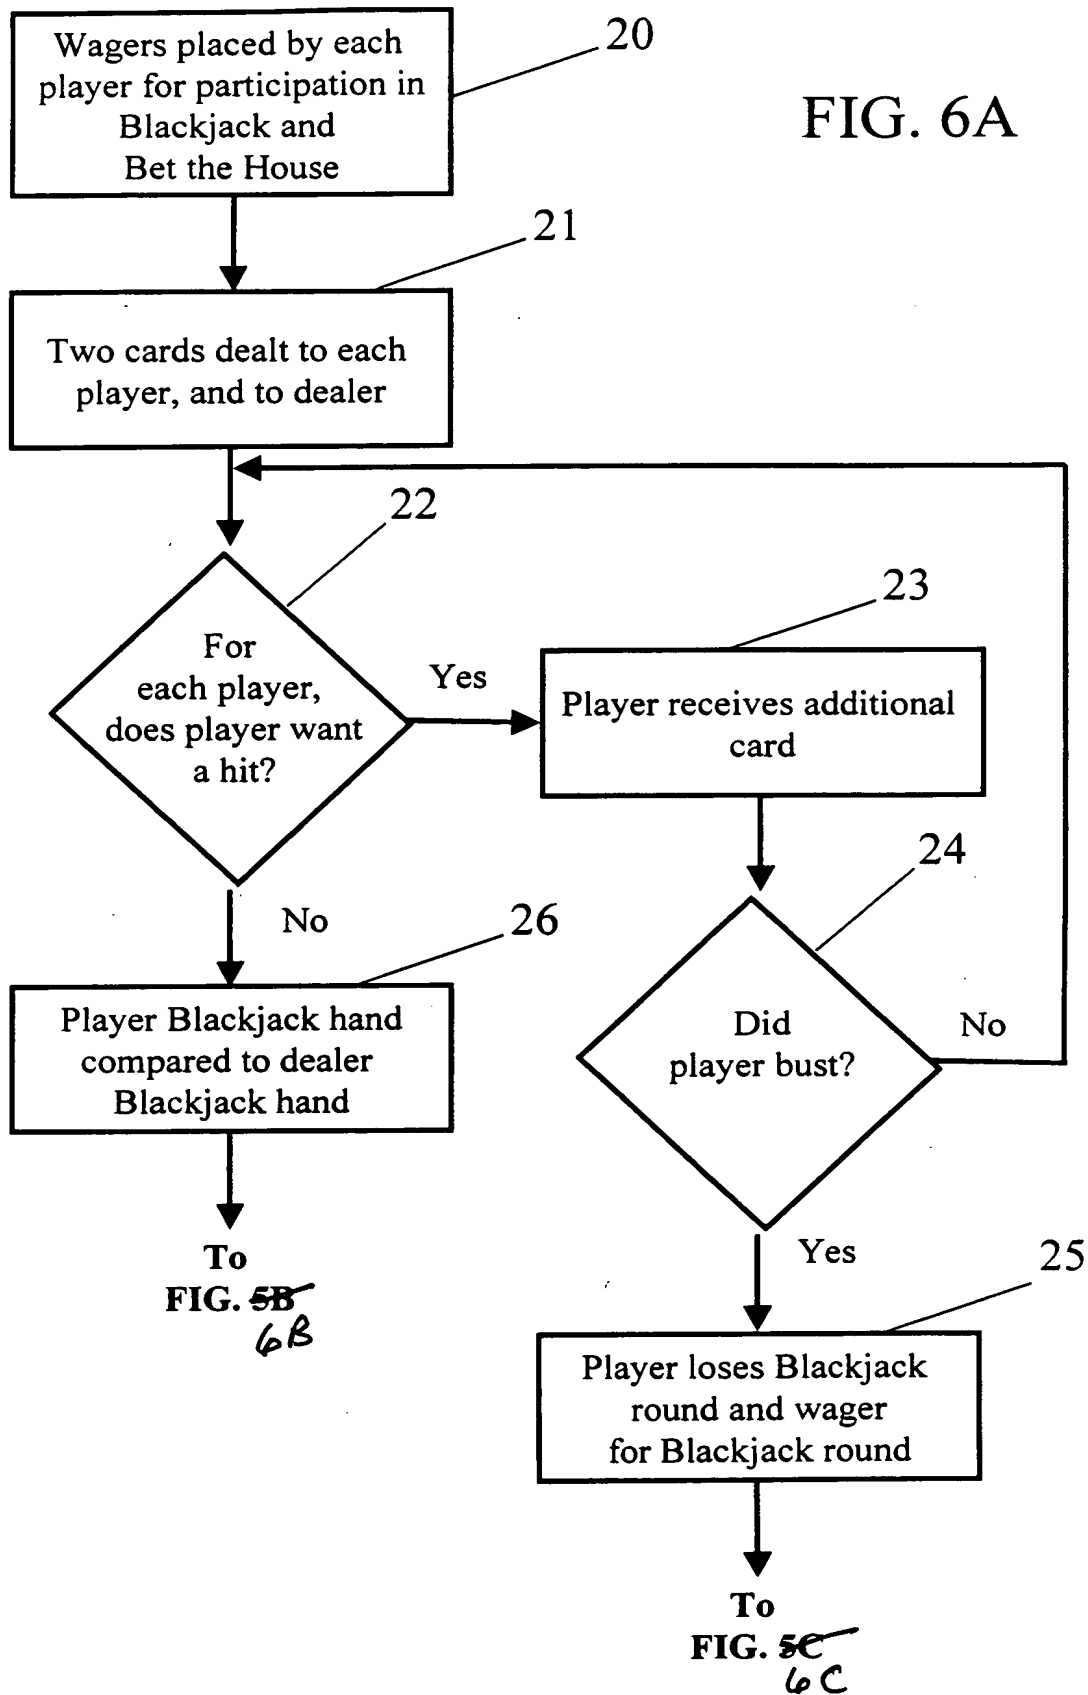 Wagers placed by each
player for participation in
Blackjack and
Bet the House
20
FIG. 6A
21
Two cards dealt to each
player, and to dealer
22
For
each player,
does player want
a hit?
Yes
23
Player receives additional
card
24
Did
player bust?
No
No
26
Player Blackjack hand
compared to dealer
Blackjack hand
To
FIG. 5B
6B
Yes
25
Player loses Blackjack
round and wager
for Blackjack round
To
FIG. 5C
6C